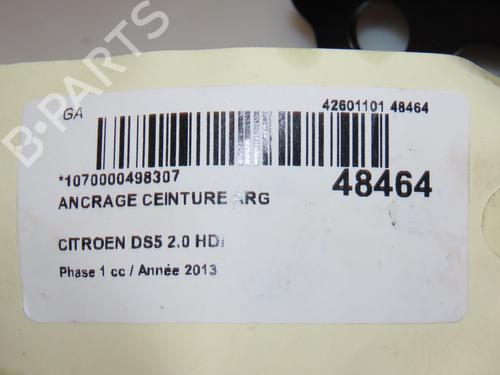 GA
42601101 48464
*1070000498307
48464
ANCRAGE CEINTURE ARG
CITROEN DS5 2.0 HDI
Phase 1 cc / Année 2013
B-PARTS